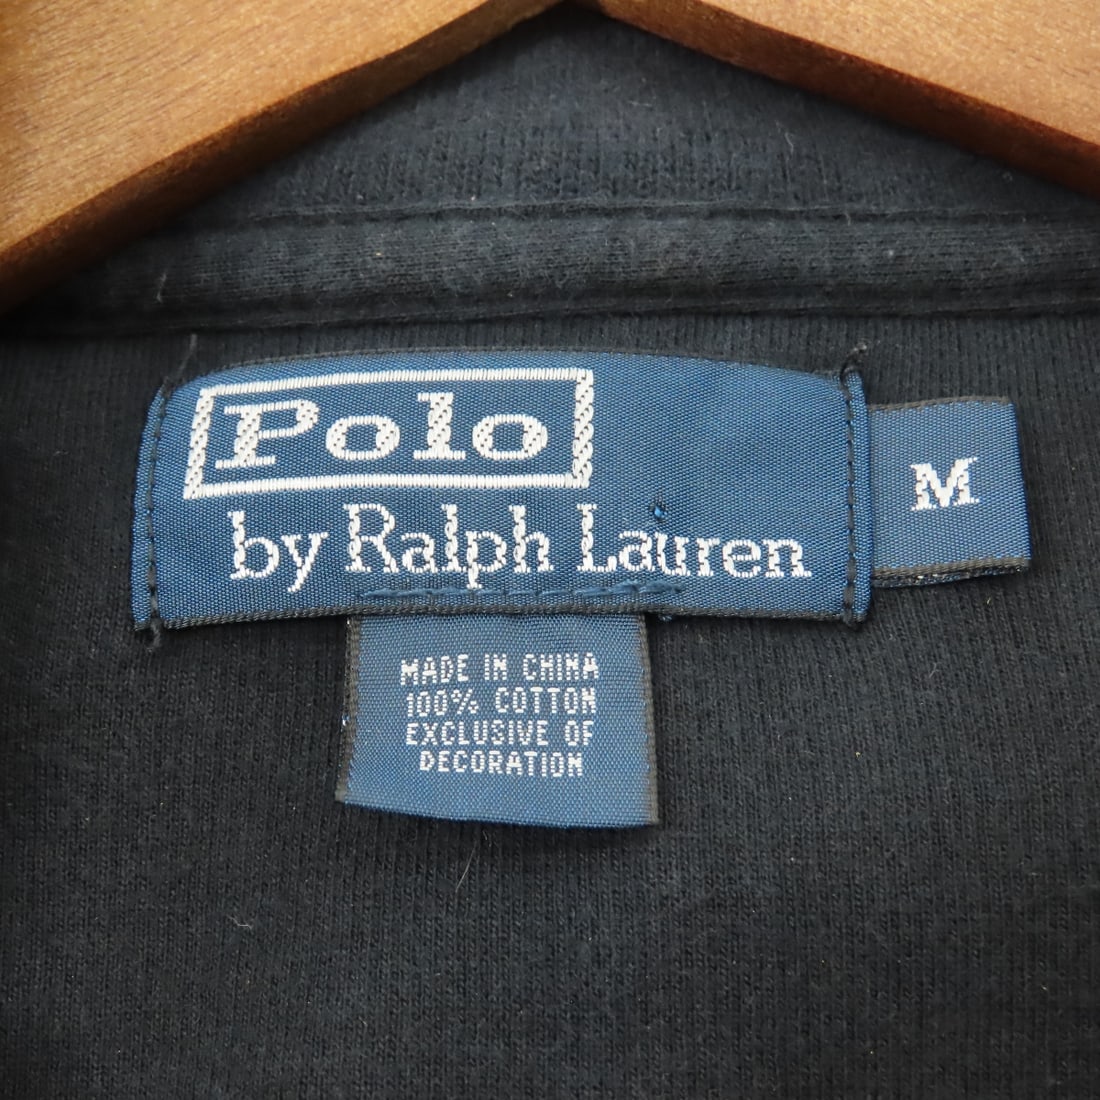 Polo
by Ralph Lauren
M
MADE IN CHINA
100% COTTON
EXCLUSIVE OF
DECORATION